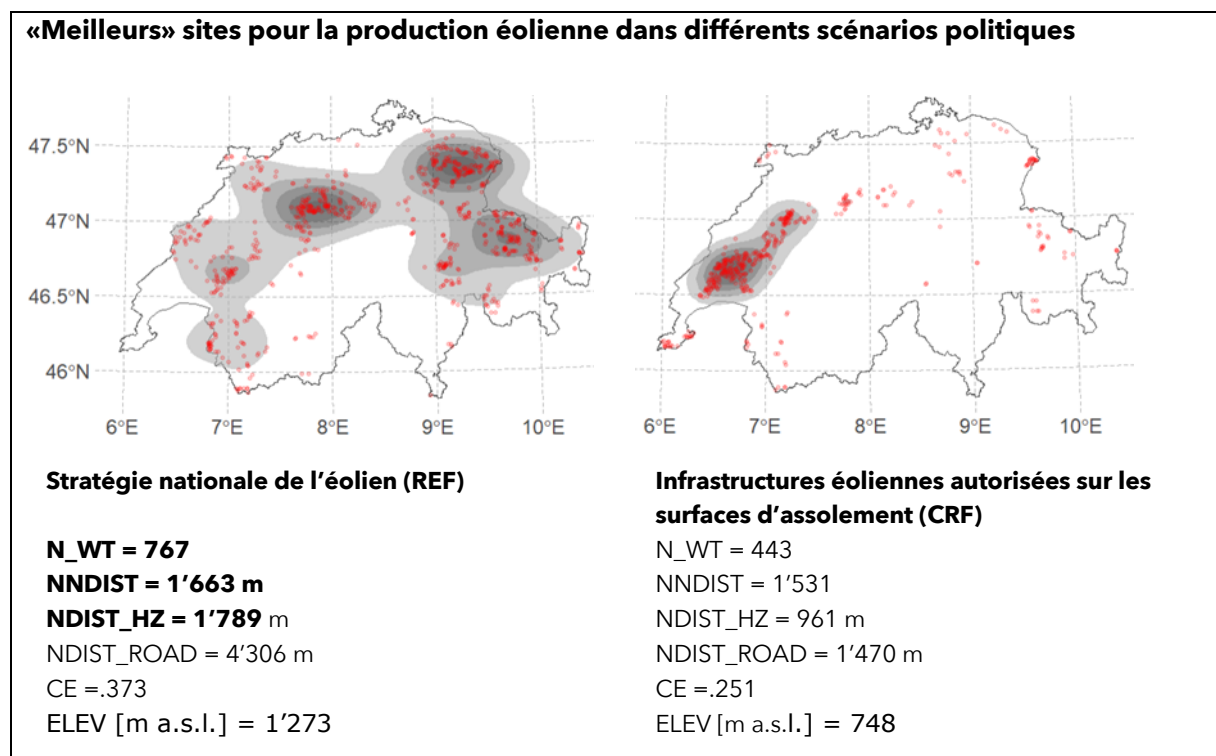 «Meilleurs» sites pour la production éolienne dans différents scénarios politiques
47.5°N
47°N
46.5°N
46°N
6°E 7°E 8°E 9°E 10°E
6°E 7°E 8°E 9°E 10°E
Stratégie nationale de l'éolien (REF)
N_WT = 767
NNDIST = 1'663 m
NDIST_HZ = 1'789 m
NDIST_ROAD = 4'306 m
CE =.373
ELEV [m a.s.l.] = 1'273
Infrastructures éoliennes autorisées sur les
surfaces d'assolement (CRF)
N_WT = 443
NNDIST = 1'531
NDIST_HZ = 961 m
NDIST_ROAD = 1'470 m
CE =.251
ELEV [m a.s.l.] = 748